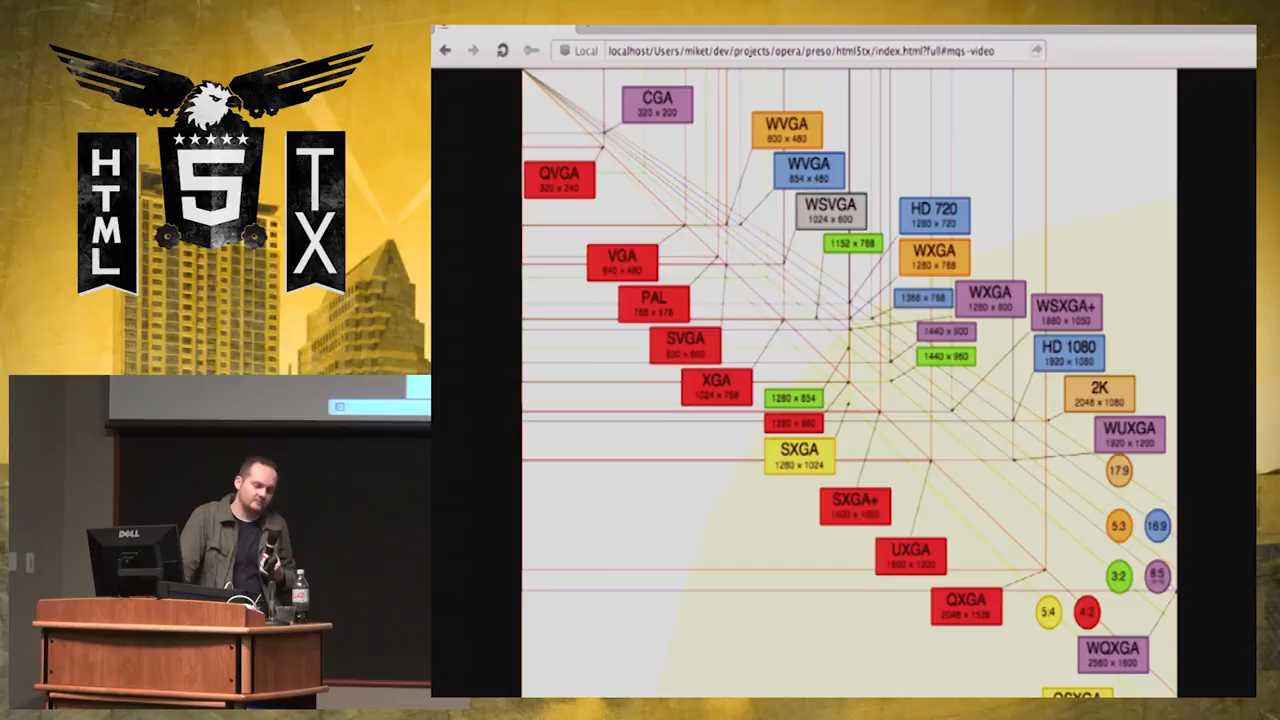 HTML
5
TX
DELL
Local
localhost/Users/miket/dev/projects/opera/preso/html5tx/index.html?full#mqs-video
CGA
320 x 200
QVGA
320 x 240
WVGA
800 x 480
WVGA
854 x 480
WSVGA
1024 x 600
1152 x 768
HD 720
1280 x 720
WXGA
1280 x 768
VGA
640 x 480
PAL
768 x 576
1366 x 768
WXGA
1280 x 800
WSXGA+
1680 x 1050
SVGA
800 x 600
1440 x 900
1440 x 960
HD 1080
1920 x 1080
XGA
1024 x 768
1280 x 854
1280 x 960
2K
2048 x 1080
SXGA
1280 x 1024
WUXGA
1920 x 1200
17:9
SXGA+
5:3
16:9
UXGA
1600 x 1200
3:2
8:5
QXGA
2048 x 1536
5:4
4:3
WQXGA
2560 x 1600
QSXGA